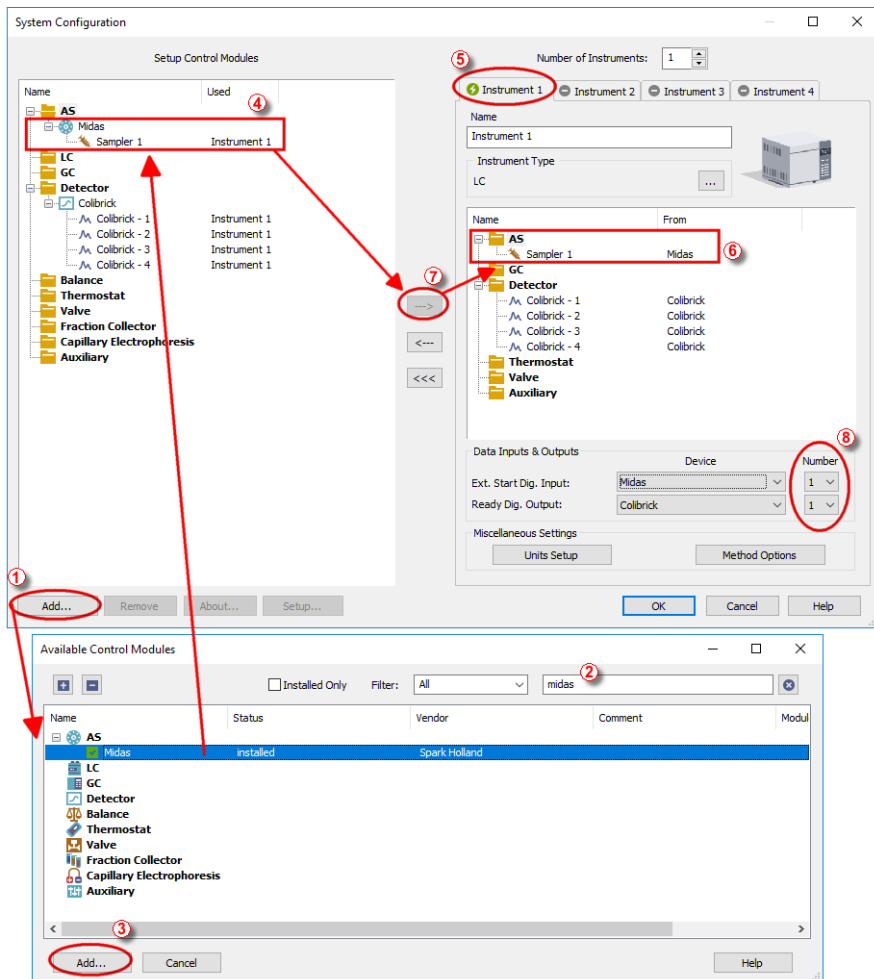 System Configuration
Setup Control Modules
Number of Instruments: 1
Name Used
④
AS
Midas
Sampler 1 Instrument 1
LC
GC
Detector
Colibrick
Colibrick - 1 Instrument 1
Colibrick - 2 Instrument 1
Colibrick - 3 Instrument 1
Colibrick - 4 Instrument 1
Balance
Thermostat
Valve
Fraction Collector
Capillary Electrophoresis
Auxiliary
⑦
--->
<---
<<<
⑤
Instrument 1 Instrument 2 Instrument 3 Instrument 4
Name
Instrument 1
Instrument Type
LC ...
Name From
AS
Sampler 1 Midas
⑥
GC
Detector
Colibrick - 1 Colibrick
Colibrick - 2 Colibrick
Colibrick - 3 Colibrick
Colibrick - 4 Colibrick
Thermostat
Valve
Auxiliary
⑧
Data Inputs & Outputs
Device Number
Ext. Start Dig. Input: Midas 1
Ready Dig. Output: Colibrick 1
Miscellaneous Settings
Units Setup Method Options
①
Add... Remove About... Setup...
OK Cancel Help
Available Control Modules
②
Installed Only Filter: All midas
Name Status Vendor Comment Modul
AS
Midas installed Spark Holland
LC
GC
Detector
Balance
Thermostat
Valve
Fraction Collector
Capillary Electrophoresis
Auxiliary
③
Add... Cancel Help